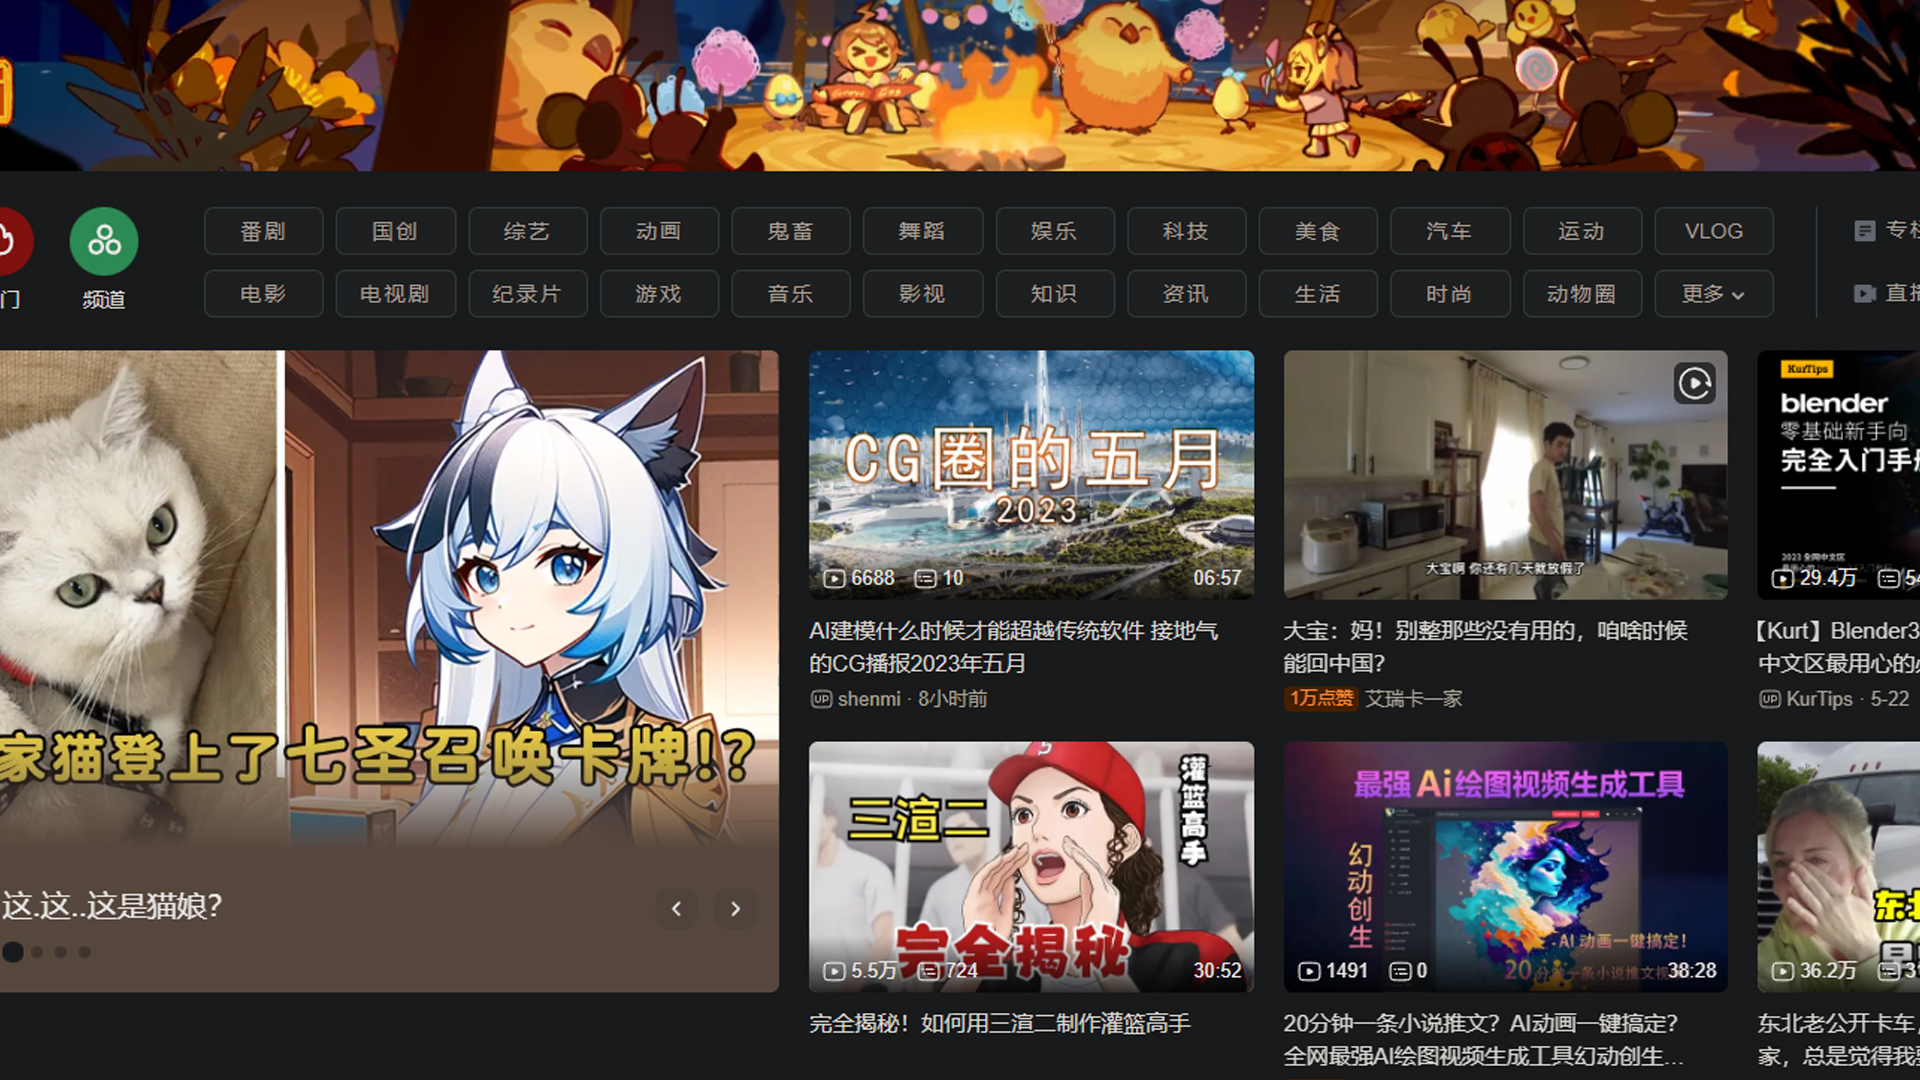 番剧 国创 综艺 动画 鬼畜 舞蹈 娱乐 科技 美食 汽车 运动 VLOG
门 频道
电影 电视剧 纪录片 游戏 音乐 影视 知识 资讯 生活 时尚 动物圈 更多
直播
家猫登上了七圣召唤卡牌!?
这.这..这是猫娘?
CG圈的五月
2023
6688 10 06:57
AI建模什么时候才能超越传统软件 接地气
的CG播报2023年五月
UP shenmi · 8小时前
大宝啊 你还有几天就放假了
大宝：妈！别整那些没有用的，咱啥时候
能回中国？
1万点赞 艾瑞卡一家
KurTips
blender
零基础新手向
完全入门手册
29.4万
【Kurt】Blender3
中文区最用心的
UP KurTips · 5-22
三渲二
灌篮高手
完全揭秘
5.5万 724 30:52
完全揭秘！如何用三渲二制作灌篮高手
最强Ai绘图视频生成工具
幻动创生
AI 动画一键搞定!
20分钟一条小说推文视
1491 0 38:28
20分钟一条小说推文？AI动画一键搞定？
全网最强AI绘图视频生成工具幻动创生...
东北
36.2万
东北老公开卡车，
家，总是觉得我